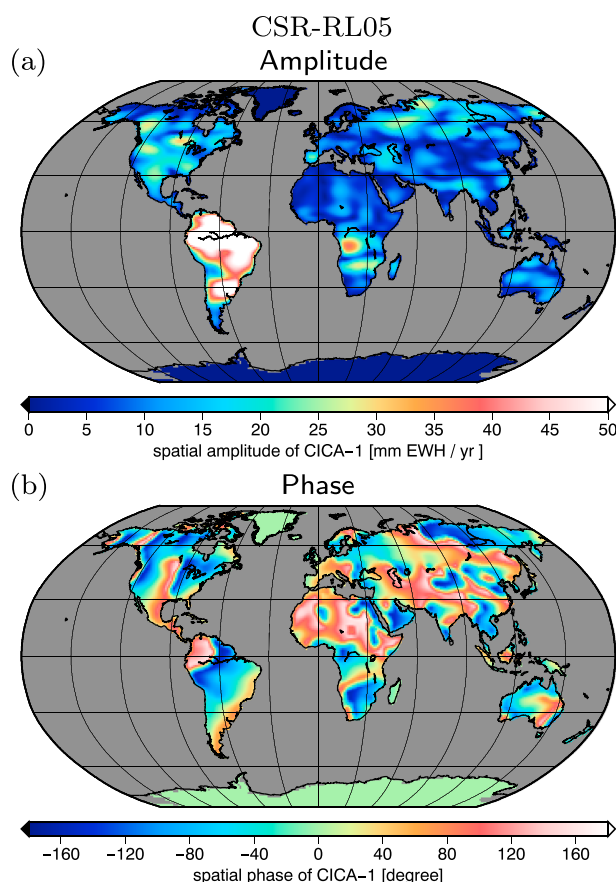 CSR-RL05
(a)
Amplitude
0 5 10 15 20 25 30 35 40 45 50
spatial amplitude of CICA−1 [mm EWH / yr ]
(b)
Phase
−160 −120 −80 −40 0 40 80 120 160
spatial phase of CICA−1 [degree]